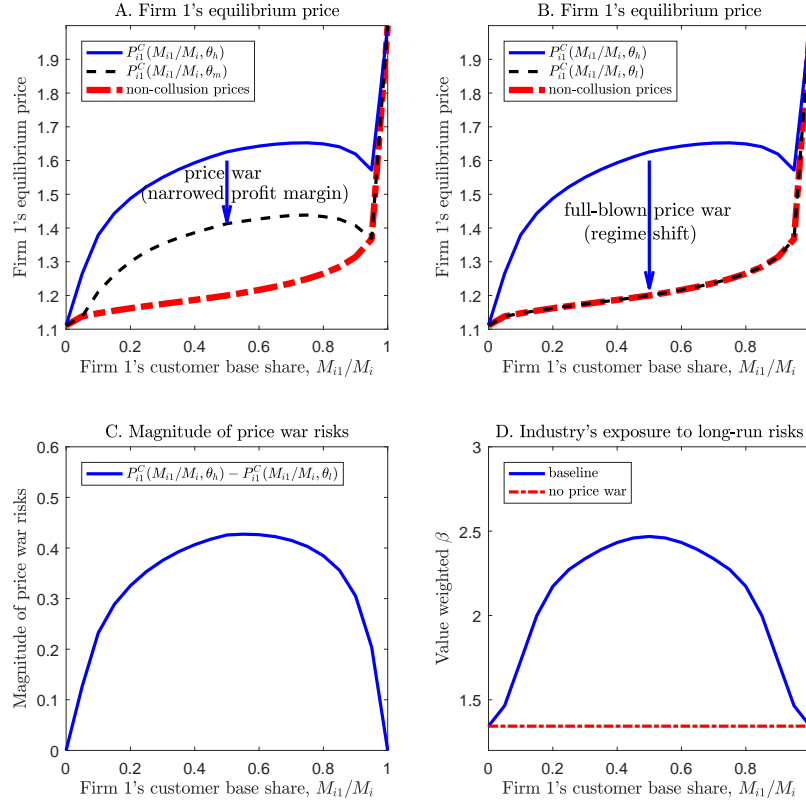 A. Firm 1's equilibrium price
Firm 1's equilibrium price
2
1.9
1.8
1.7
1.6
1.5
1.4
1.3
1.2
1.1
P_{i1}^C(M_{i1}/M_i, θ_h)
P_{i1}^C(M_{i1}/M_i, θ_m)
non-collusion prices
price war
(narrowed profit margin)
0 0.2 0.4 0.6 0.8 1
Firm 1's customer base share, M_{i1}/M_i
B. Firm 1's equilibrium price
Firm 1's equilibrium price
2
1.9
1.8
1.7
1.6
1.5
1.4
1.3
1.2
1.1
P_{i1}^C(M_{i1}/M_i, θ_h)
P_{i1}^C(M_{i1}/M_i, θ_l)
non-collusion prices
full-blown price war
(regime shift)
0 0.2 0.4 0.6 0.8
Firm 1's customer base share, M_{i1}/M_i
C. Magnitude of price war risks
Magnitude of price war risks
0.6
0.5
0.4
0.3
0.2
0.1
0
P_{i1}^C(M_{i1}/M_i, θ_h) − P_{i1}^C(M_{i1}/M_i, θ_l)
0 0.2 0.4 0.6 0.8 1
Firm 1's customer base share, M_{i1}/M_i
D. Industry's exposure to long-run risks
Value weighted β
3
2.5
2
1.5
baseline
no price war
0 0.2 0.4 0.6 0.8
Firm 1's customer base share, M_{i1}/M_i